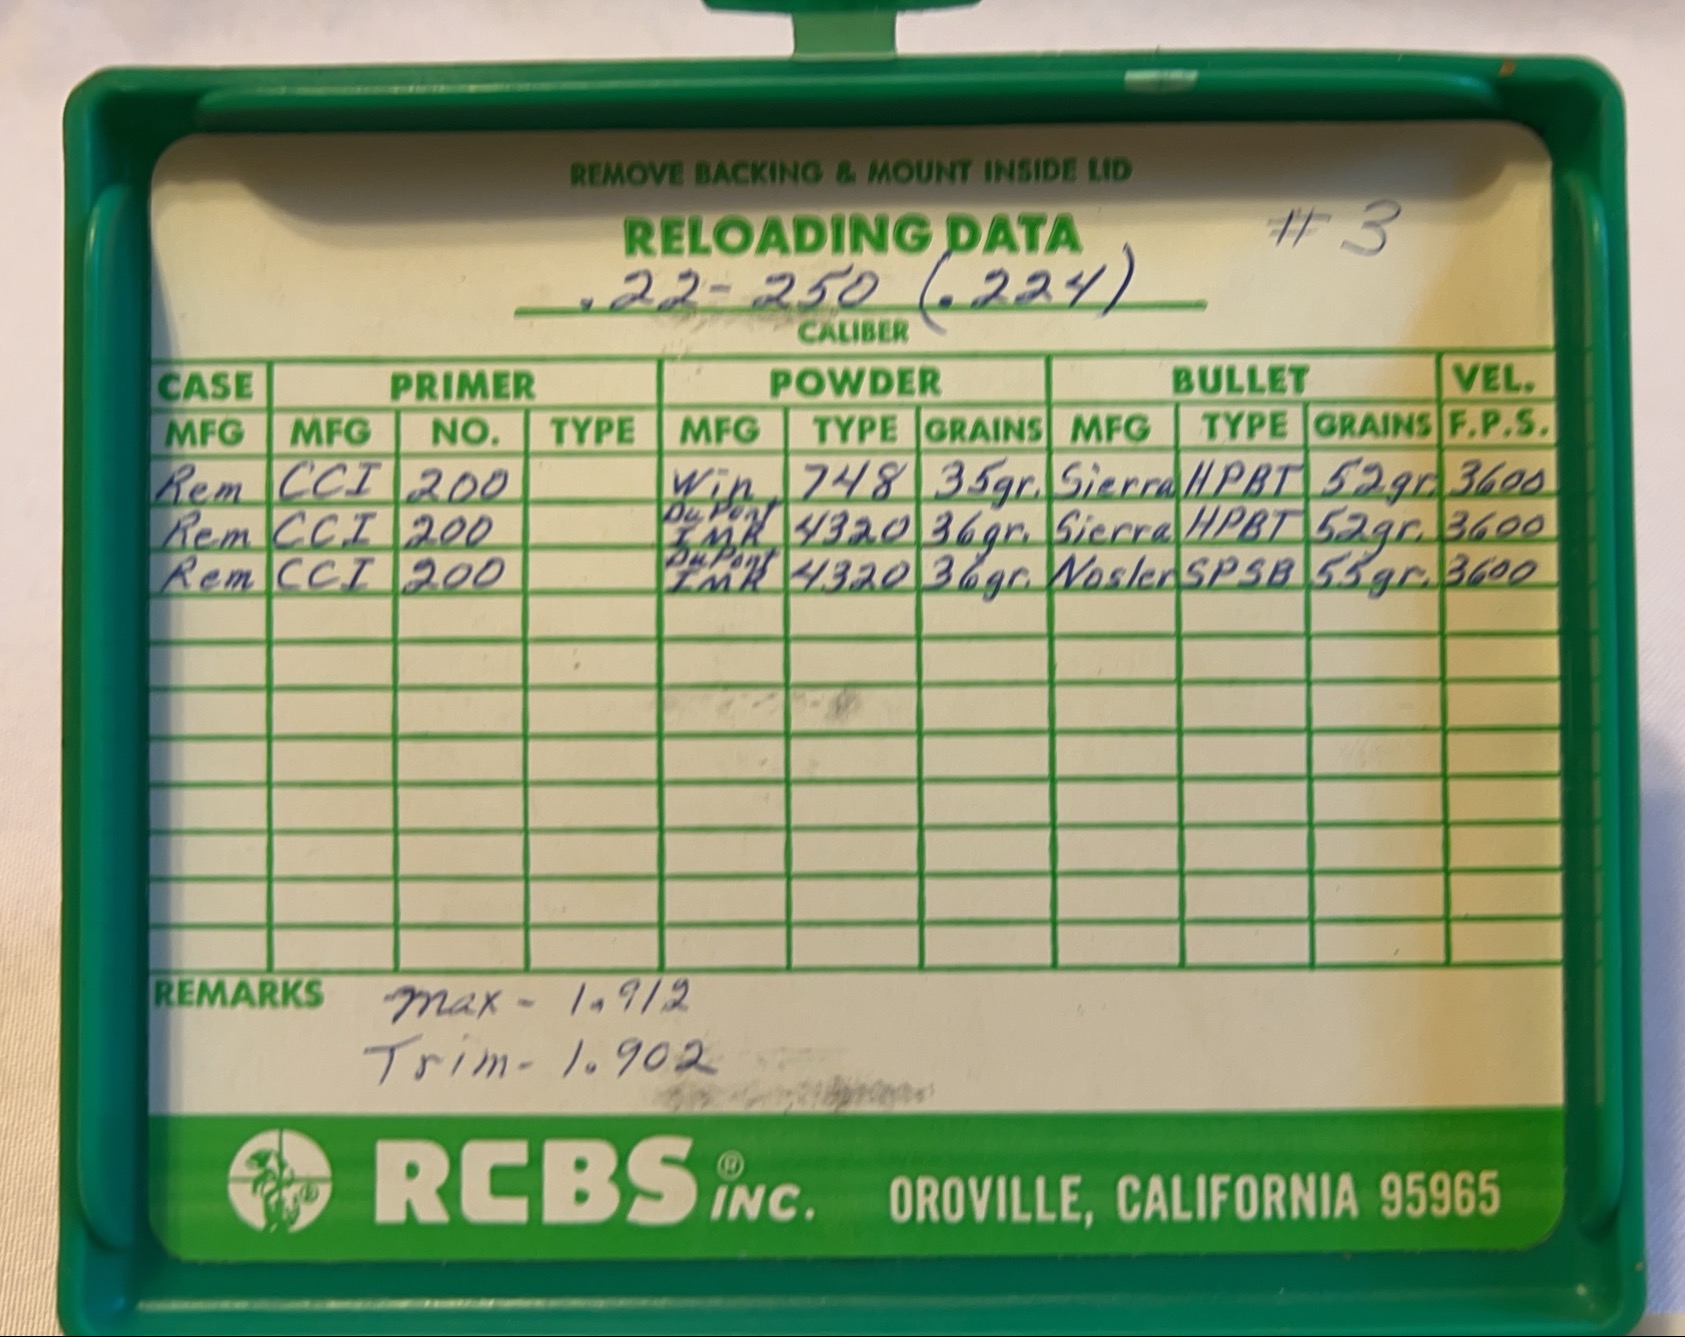 REMOVE BACKING & MOUNT INSIDE LID
RELOADING DATA # 3
.22-250 (.224)
CALIBER
CASE PRIMER POWDER BULLET VEL.
MFG MFG NO. TYPE MFG TYPE GRAINS MFG TYPE GRAINS F.P.S.
Rem CCI 200 Win 748 35gr. Sierra HPBT 52gr. 3600
Rem CCI 200 DuPont IMR 4320 36gr. Sierra HPBT 52gr. 3600
Rem CCI 200 DuPont IMR 4320 36gr. Nosler SPSB 55gr. 3600
REMARKS Max - 1.912
Trim - 1.902
RCBS ® INC. OROVILLE, CALIFORNIA 95965